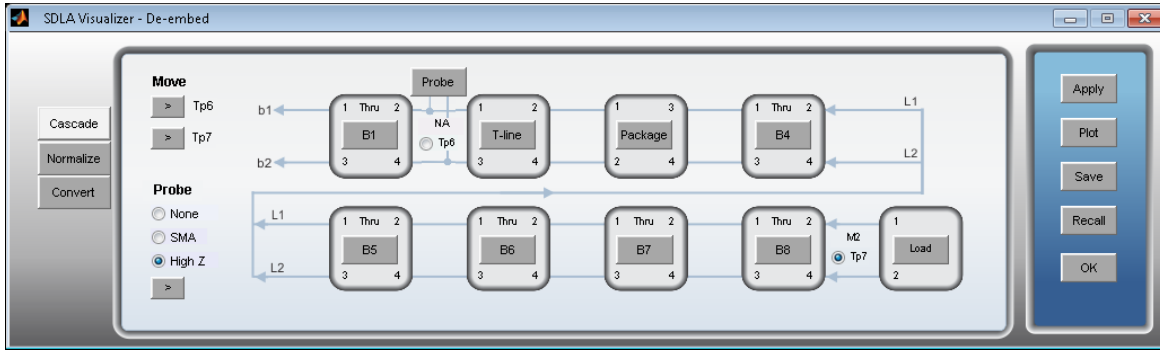 SDLA Visualizer - De-embed
Cascade
Normalize
Convert
Move
> Tp6
> Tp7
Probe
None
SMA
High Z
>
Probe
b1
b2
1 Thru 2
B1
3 4
NA
Tp6
1 2
T-line
3 4
1 3
Package
2 4
1 Thru 2
B4
3 4
L1
L2
L1
L2
1 Thru 2
B5
3 4
1 Thru 2
B6
3 4
1 Thru 2
B7
3 4
1 Thru 2
B8
3 4
M2
Tp7
1
Load
2
Apply
Plot
Save
Recall
OK